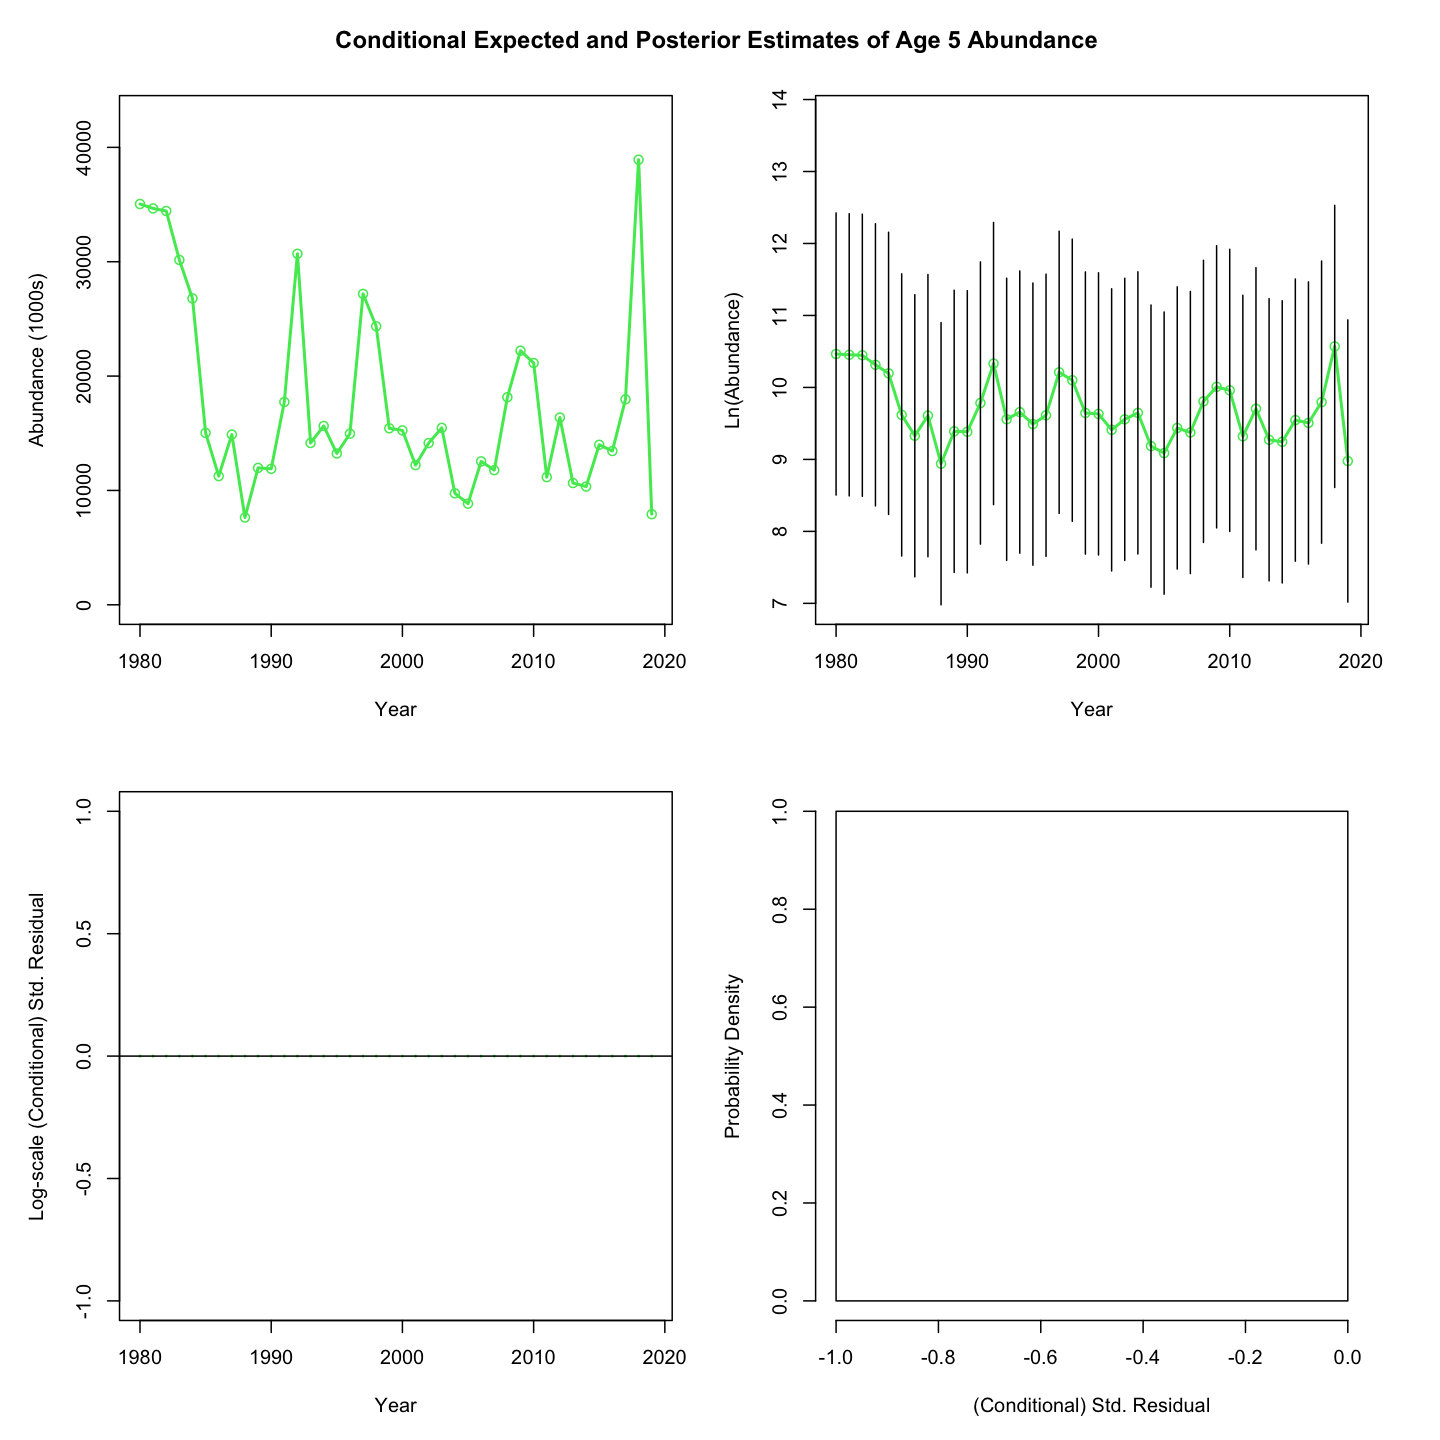 Conditional Expected and Posterior Estimates of Age 5 Abundance
Abundance (1000s)
40000
30000
20000
10000
0
1980 1990 2000 2010 2020
Year
Ln(Abundance)
14
13
12
11
10
9
8
7
1980 1990 2000 2010 2020
Year
Log-scale (Conditional) Std. Residual
1.0
0.5
0.0
-0.5
-1.0
1980 1990 2000 2010 2020
Year
Probability Density
1.0
0.8
0.6
0.4
0.2
0.0
-1.0 -0.8 -0.6 -0.4 -0.2 0.0
(Conditional) Std. Residual